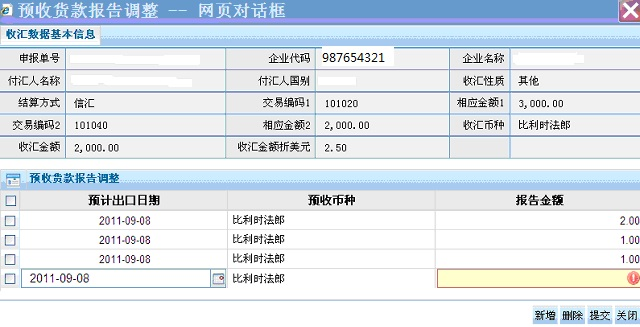 预收货款报告调整 -- 网页对话框
收汇数据基本信息
申报单号 企业代码 987654321 企业名称
付汇人名称 付汇人国别 收汇性质 其他
结算方式 信汇 交易编码1 101020 相应金额1 3,000.00
交易编码2 101040 相应金额2 2,000.00 收汇币种 比利时法郎
收汇金额 2,000.00 收汇金额折美元 2.50
预收货款报告调整
预计出口日期 预收币种 报告金额
2011-09-08 比利时法郎 2.00
2011-09-08 比利时法郎 1.00
2011-09-08 比利时法郎 1.00
2011-09-08 比利时法郎
新增 删除 提交 关闭